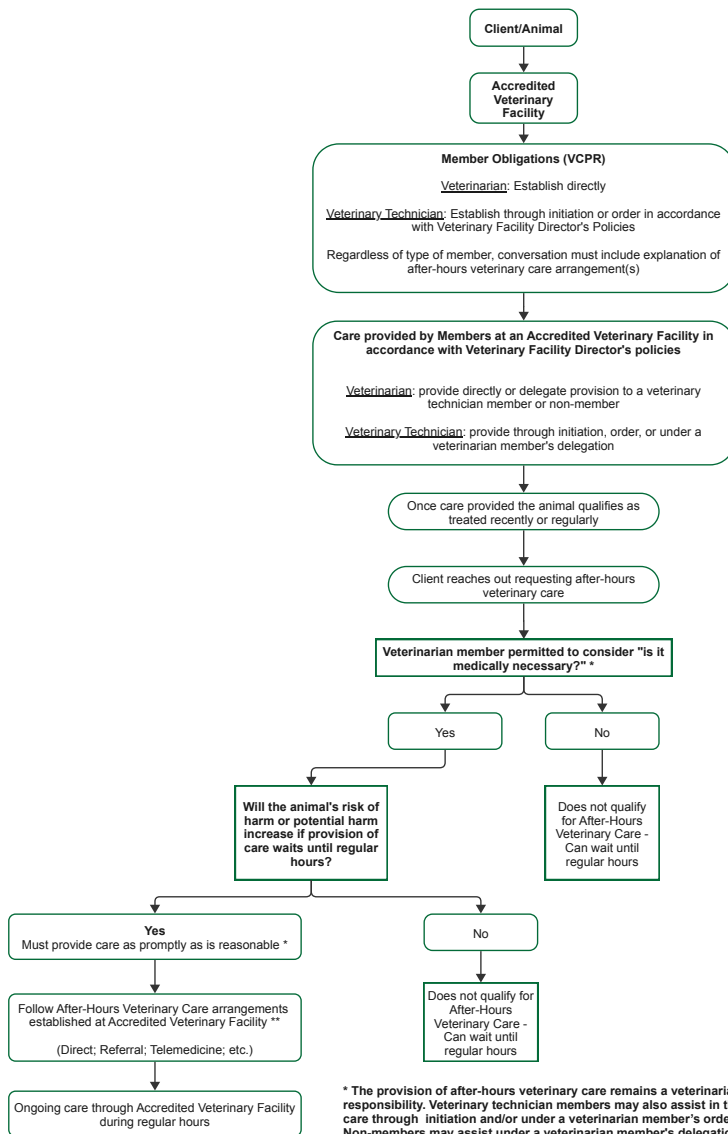 Client/Animal
Accredited
Veterinary
Facility
Member Obligations (VCPR)
Veterinarian: Establish directly
Veterinary Technician: Establish through initiation or order in accordance
with Veterinary Facility Director's Policies
Regardless of type of member, conversation must include explanation of
after-hours veterinary care arrangement(s)
Care provided by Members at an Accredited Veterinary Facility in
accordance with Veterinary Facility Director's policies
Veterinarian: provide directly or delegate provision to a veterinary
technician member or non-member
Veterinary Technician: provide through initiation, order, or under a
veterinarian member's delegation
Once care provided the animal qualifies as
treated recently or regularly
Client reaches out requesting after-hours
veterinary care
Veterinarian member permitted to consider "is it
medically necessary?" *
Yes
No
Will the animal's risk of
harm or potential harm
increase if provision of
care waits until regular
hours?
Does not qualify
for After-Hours
Veterinary Care -
Can wait until
regular hours
Yes
Must provide care as promptly as is reasonable *
No
Follow After-Hours Veterinary Care arrangements
established at Accredited Veterinary Facility **
(Direct; Referral; Telemedicine; etc.)
Does not qualify for
After-Hours
Veterinary Care -
Can wait until
regular hours
Ongoing care through Accredited Veterinary Facility
during regular hours
* The provision of after-hours veterinary care remains a
responsibility. Veterinary technician members may also assist in
care through initiation and/or under a veterinarian member's
Non-members may assist under a veterinarian member's